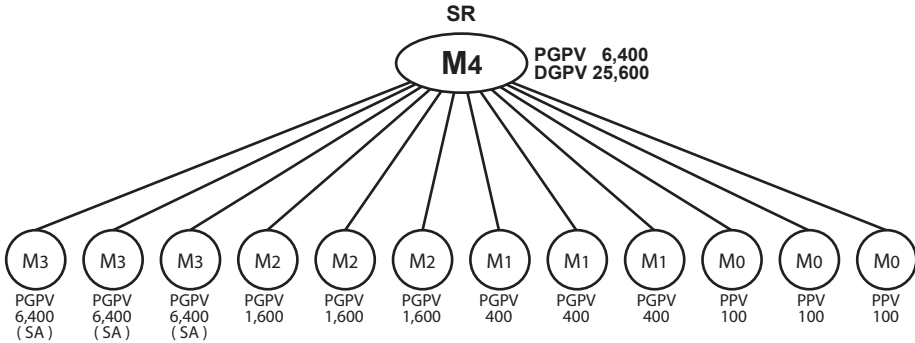 SR
M4
PGPV 6,400
DGPV 25,600
M3 M3 M3 M2 M2 M2 M1 M1 M1 M0 M0 M0
PGPV PGPV PGPV PGPV PGPV PGPV PGPV PGPV PGPV PPV PPV PPV
6,400 6,400 6,400 1,600 1,600 1,600 400 400 400 100 100 100
( SA ) ( SA ) ( SA )